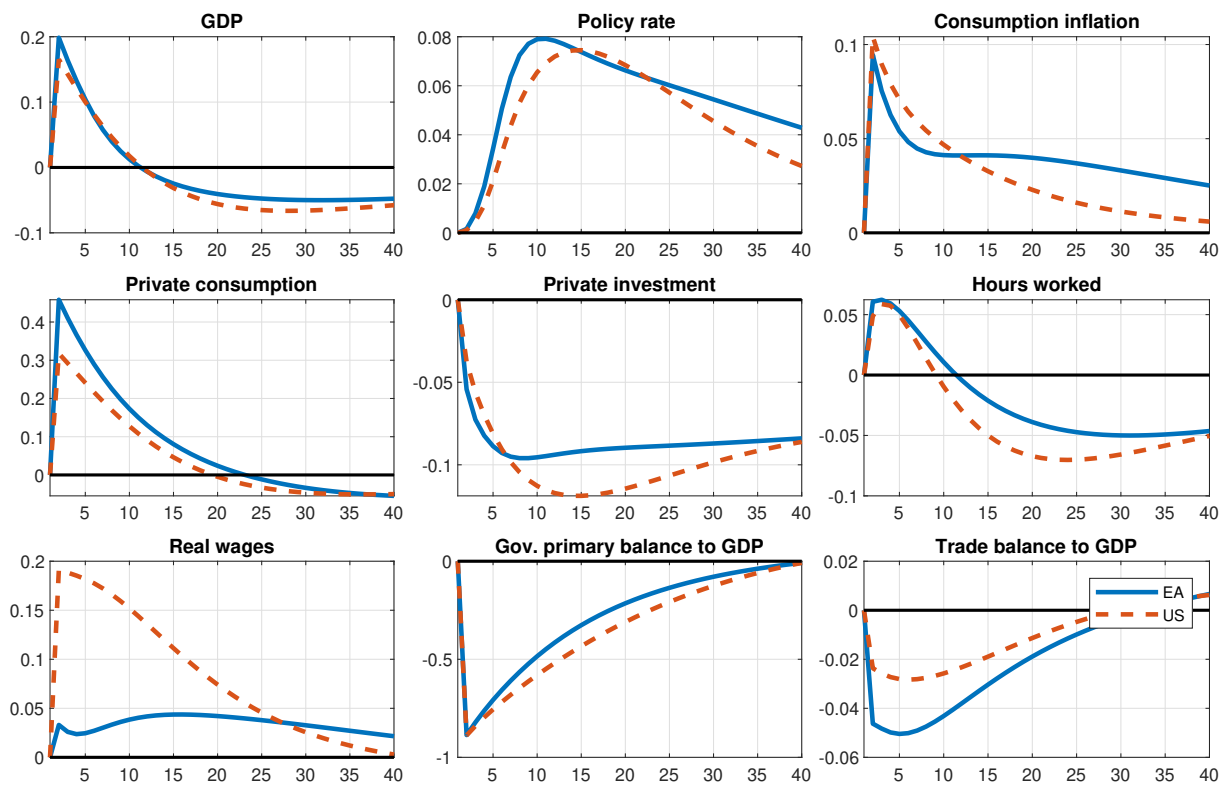 GDP
Policy rate
Consumption inflation
0.2
0.1
0
-0.1
5 10 15 20 25 30 35 40
0.08
0.06
0.04
0.02
0
5 10 15 20 25 30 35 40
0.1
0.05
0
5 10 15 20 25 30 35 40
Private consumption
Private investment
Hours worked
0.4
0.3
0.2
0.1
0
5 10 15 20 25 30 35 40
0
-0.05
-0.1
5 10 15 20 25 30 35 40
0.05
0
-0.05
-0.1
5 10 15 20 25 30 35 40
Real wages
Gov. primary balance to GDP
Trade balance to GDP
0.2
0.15
0.1
0.05
0
5 10 15 20 25 30 35 40
0
-0.5
-1
5 10 15 20 25 30 35 40
0.02
0
-0.02
-0.04
-0.06
5 10 15 20 25 30 35 40
EA
US